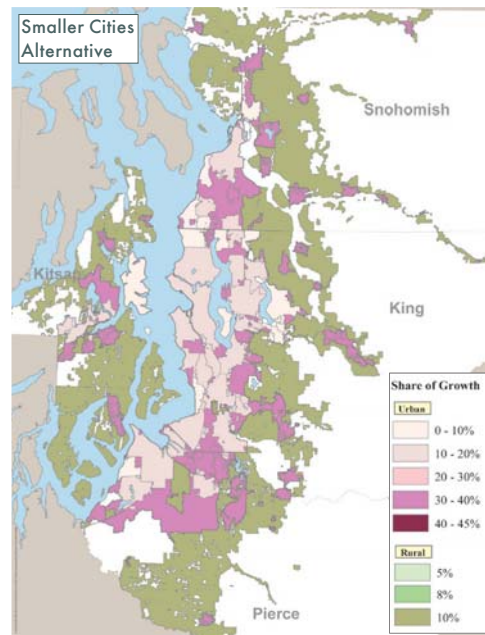 Smaller Cities
Alternative
Snohomish
Kitsap
King
Share of Growth
Urban
0 - 10%
10 - 20%
20 - 30%
30 - 40%
40 - 45%
Rural
5%
8%
10%
Pierce